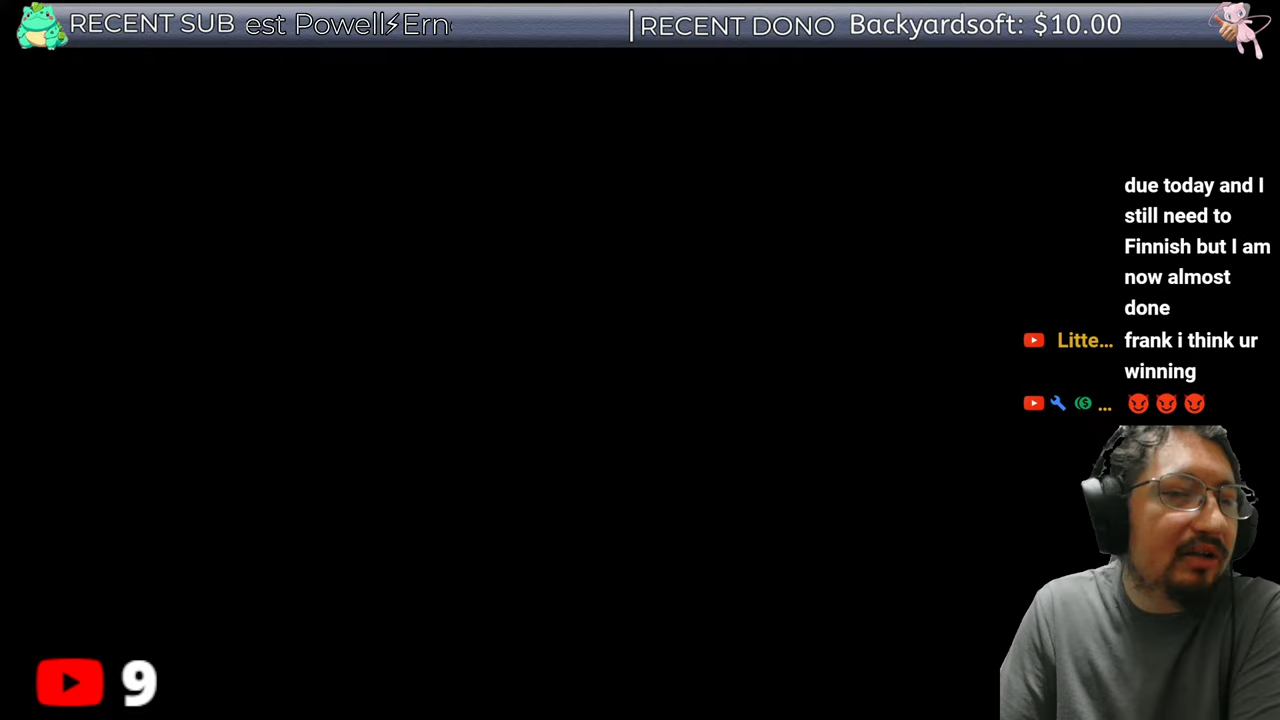 RECENT SUB est Powell⚡Ern
RECENT DONO Backyardsoft: $10.00
due today and I
still need to
Finnish but I am
now almost
done
Litte... frank i think ur
winning
... 😈 😈 😈
9